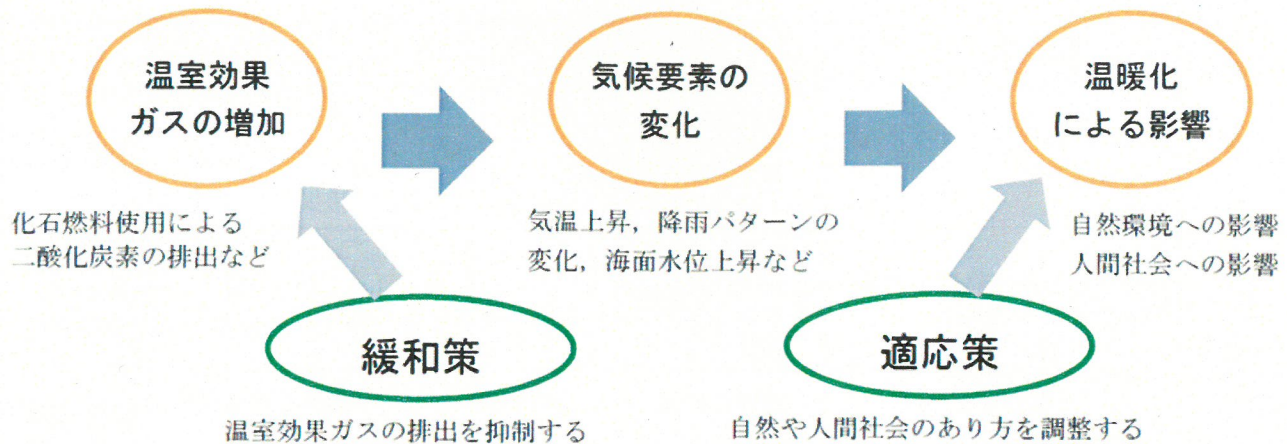 温室効果
ガスの増加
気候要素の
変化
温暖化
による影響
化石燃料使用による
二酸化炭素の排出など
気温上昇，降雨パターンの
変化，海面水位上昇など
自然環境への影響
人間社会への影響
緩和策
適応策
温室効果ガスの排出を抑制する
自然や人間社会のあり方を調整する